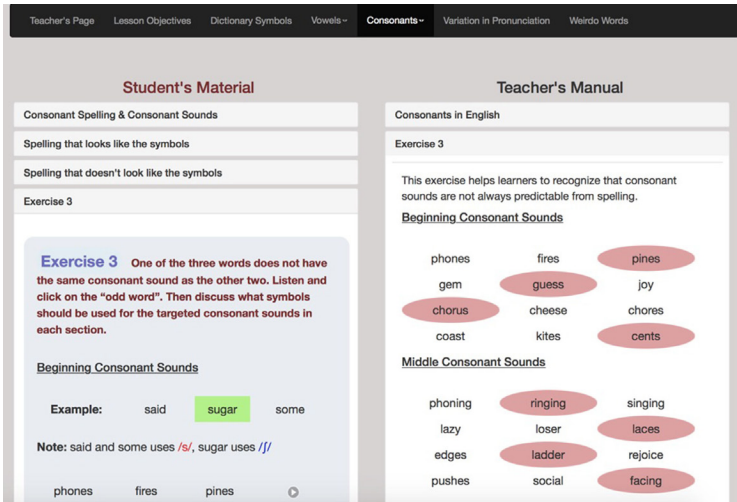 Teacher's Page Lesson Objectives Dictionary Symbols Vowels Consonants Variation in Pronunciation Weirdo Words
Student's Material
Consonant Spelling & Consonant Sounds
Spelling that looks like the symbols
Spelling that doesn't look like the symbols
Exercise 3
Exercise 3 One of the three words does not have
the same consonant sound as the other two. Listen and
click on the “odd word”. Then discuss what symbols
should be used for the targeted consonant sounds in
each section.
Beginning Consonant Sounds
Example: said sugar some
Note: said and some uses /s/, sugar uses /ʃ/
phones fires pines
Teacher's Manual
Consonants in English
Exercise 3
This exercise helps learners to recognize that consonant
sounds are not always predictable from spelling.
Beginning Consonant Sounds
phones fires pines
gem guess joy
chorus cheese chores
coast kites cents
Middle Consonant Sounds
phoning ringing singing
lazy loser laces
edges ladder rejoice
pushes social facing